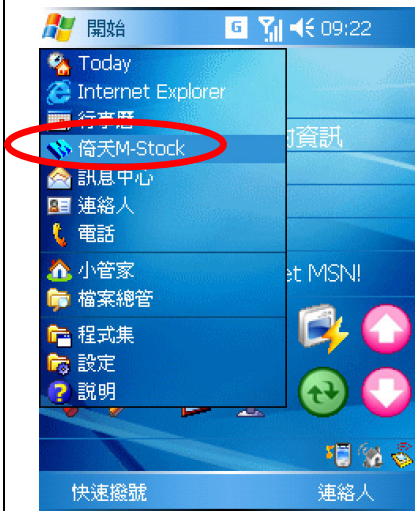 開始
G
09:22
Today
Internet Explorer
行事曆
倚天M-Stock
訊息中心
連絡人
電話
小管家
檔案總管
程式集
設定
說明
資訊
et MSN!
快速撥號
連絡人